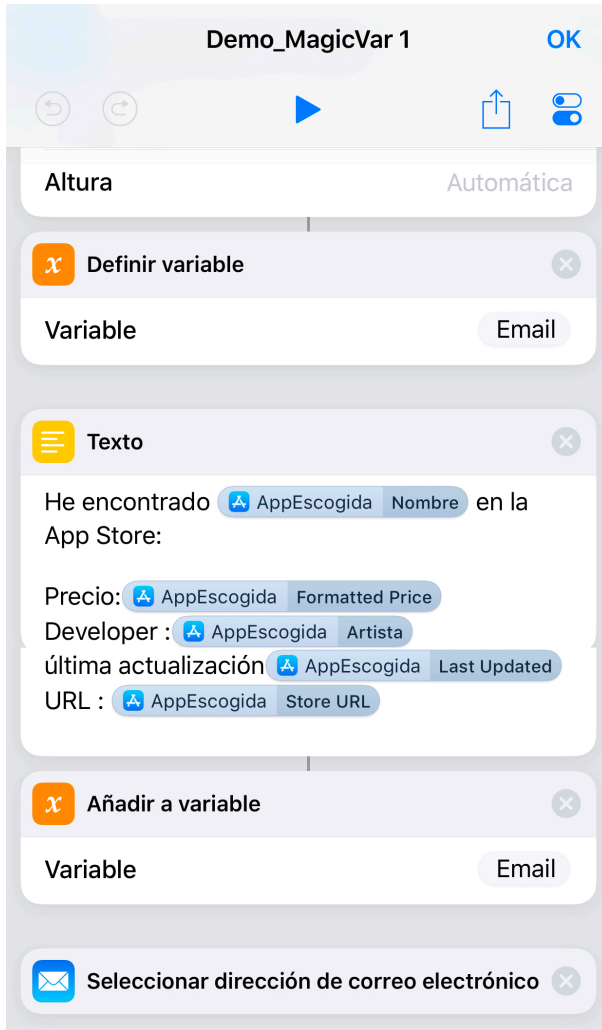 Demo_MagicVar 1 OK
Altura Automática
x Definir variable
Variable Email
Texto
He encontrado AppEscogida Nombre en la
App Store:
Precio: AppEscogida Formatted Price
Developer : AppEscogida Artista
última actualización AppEscogida Last Updated
URL : AppEscogida Store URL
x Añadir a variable
Variable Email
Seleccionar dirección de correo electrónico